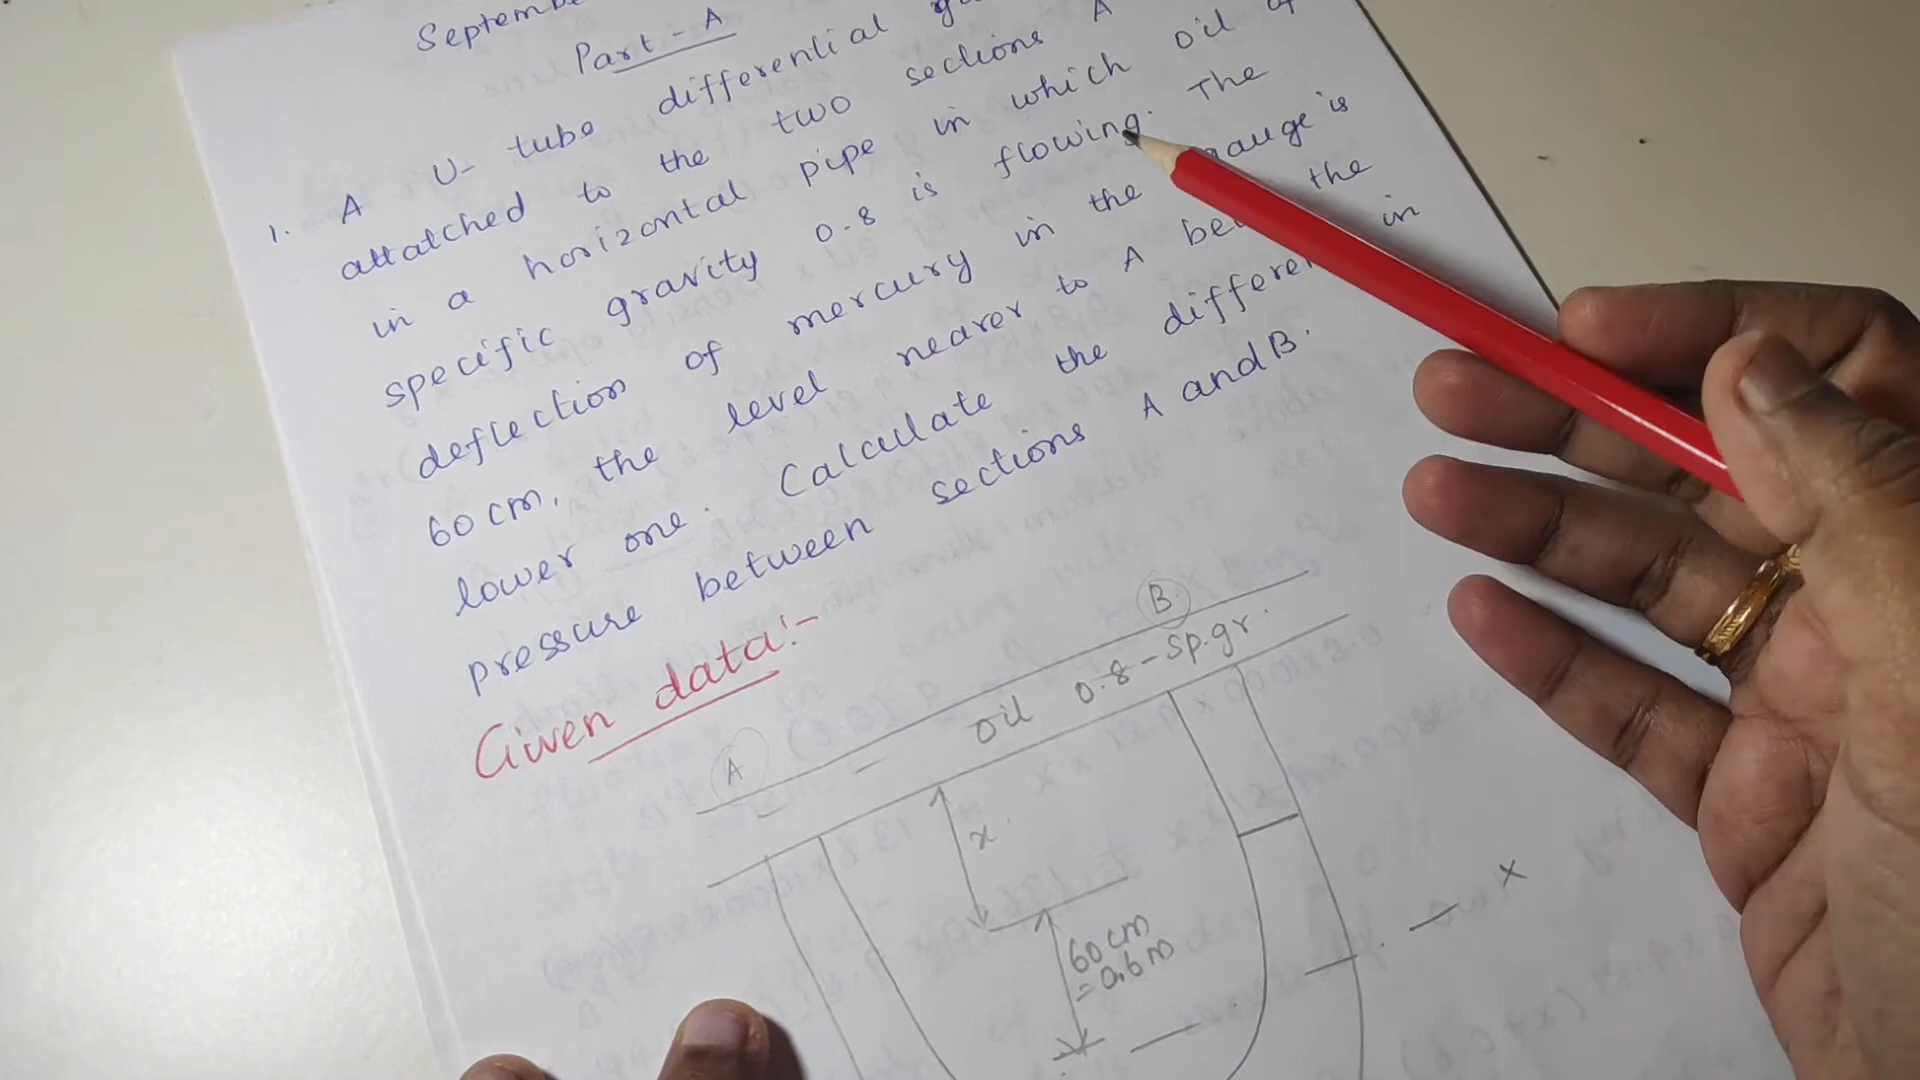 Septemb
Part - A
1. A U- tube differential
attatched to the two sections A
in a horizontal pipe in which oil of
specific gravity 0.8 is flowing. The
deflection of mercury in the gauge is
60 cm, the level nearer to A be the
lower one. Calculate the differen in
pressure between sections A and B.
Given data:-
B
A
oil 0.8 - Sp.gr.
x
60 cm
= 0.6 m
x